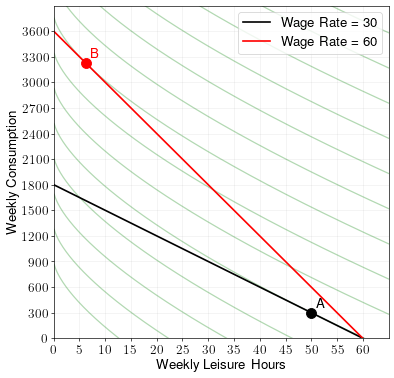 Wage Rate = 30
Wage Rate = 60
B
A
Weekly Consumption
3600
3300
3000
2700
2400
2100
1800
1500
1200
900
600
300
0
0 5 10 15 20 25 30 35 40 45 50 55 60
Weekly Leisure Hours